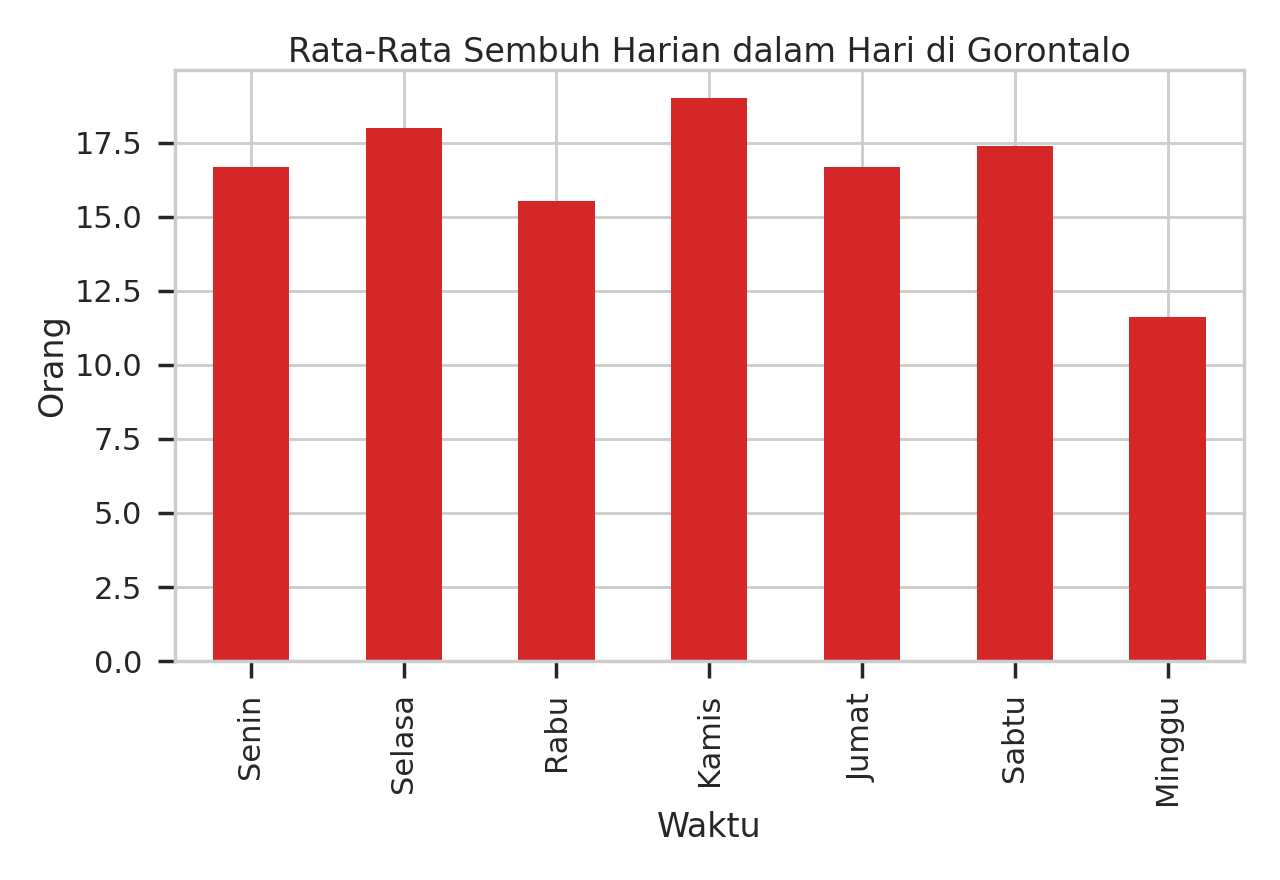 Rata-Rata Sembuh Harian dalam Hari di Gorontalo
Orang
17.5
15.0
12.5
10.0
7.5
5.0
2.5
0.0
Senin
Selasa
Rabu
Kamis
Jumat
Sabtu
Minggu
Waktu